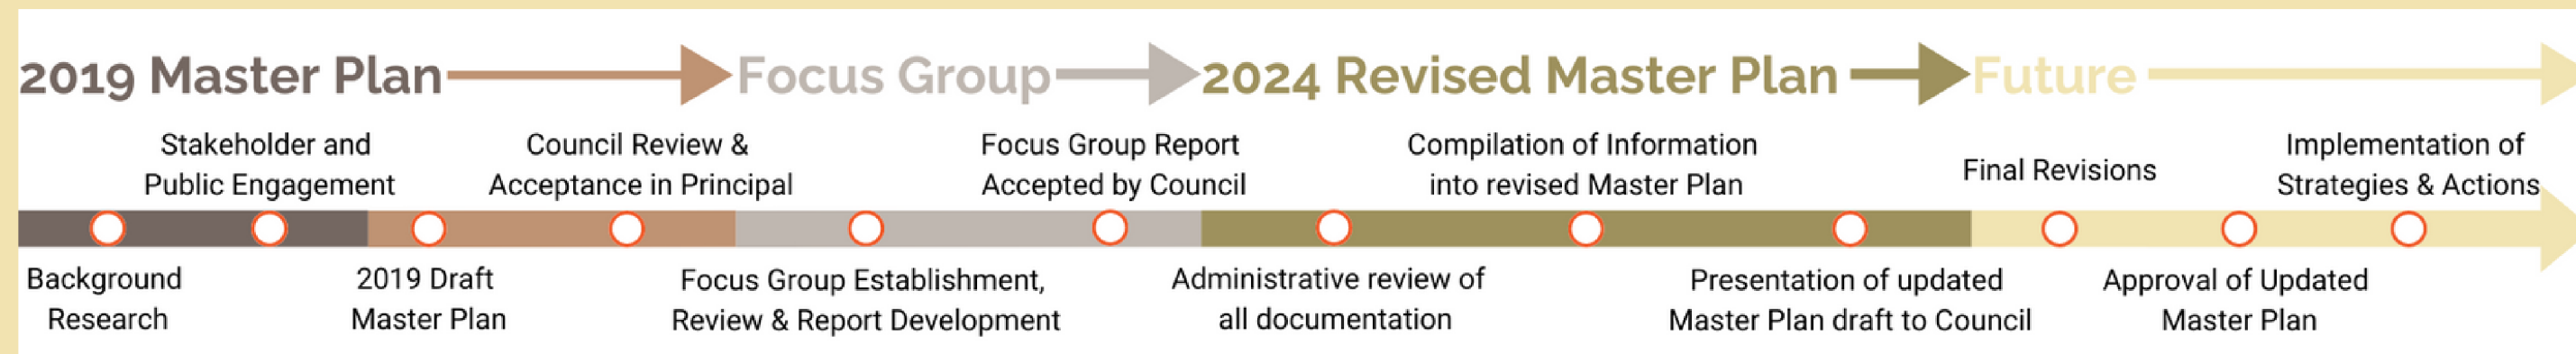 2019 Master Plan
Focus Group
2024 Revised Master Plan
Future
Stakeholder and
Public Engagement
Council Review &
Acceptance in Principal
Focus Group Report
Accepted by Council
Compilation of Information
into revised Master Plan
Final Revisions
Implementation of
Strategies & Actions
Background
Research
2019 Draft
Master Plan
Focus Group Establishment,
Review & Report Development
Administrative review of
all documentation
Presentation of updated
Master Plan draft to Council
Approval of Updated
Master Plan